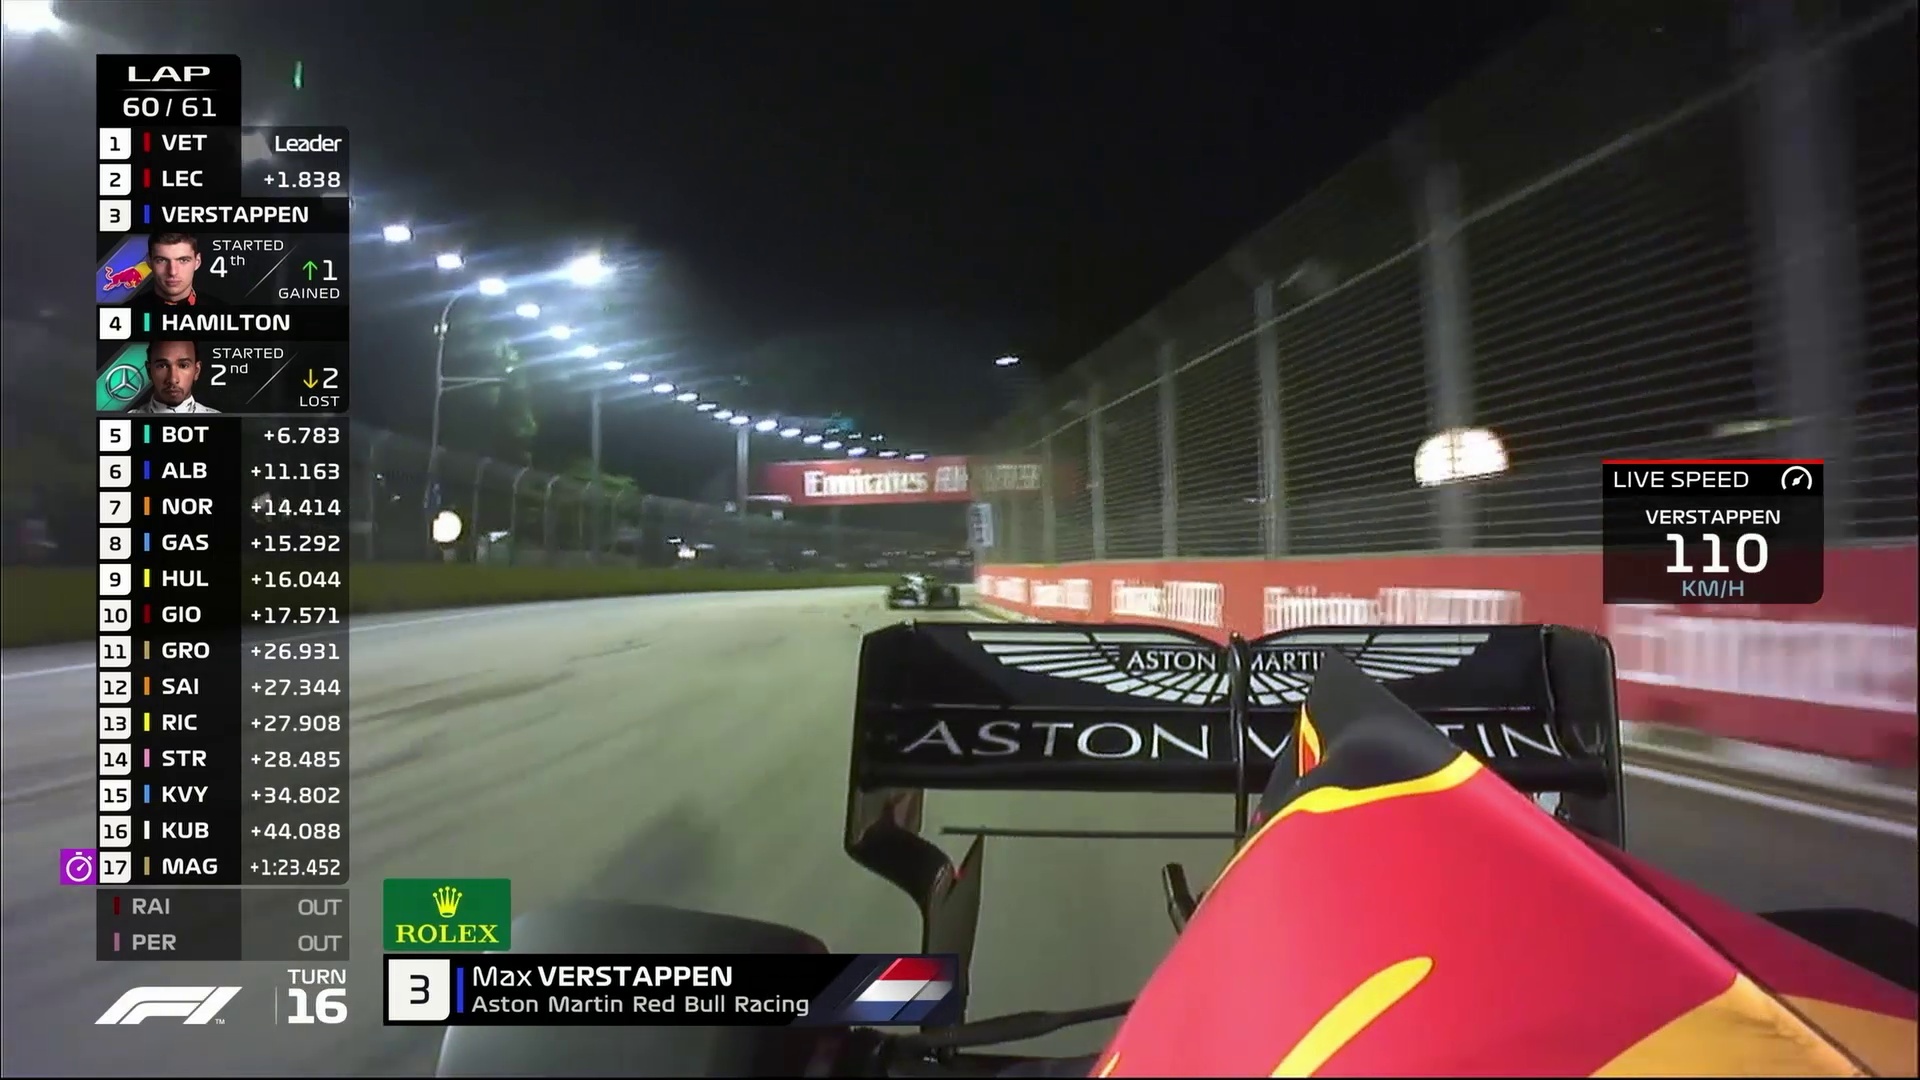 LAP
60 / 61
1 VET Leader
2 LEC +1.838
3 VERSTAPPEN
STARTED
4th ↑1
GAINED
4 HAMILTON
STARTED
2nd ↓2
LOST
5 BOT +6.783
6 ALB +11.163
7 NOR +14.414
8 GAS +15.292
9 HUL +16.044
10 GIO +17.571
11 GRO +26.931
12 SAI +27.344
13 RIC +27.908
14 STR +28.485
15 KVY +34.802
16 KUB +44.088
17 MAG +1:23.452
RAI OUT
PER OUT
F1 TM
TURN
16
ROLEX
3 Max VERSTAPPEN
Aston Martin Red Bull Racing
LIVE SPEED
VERSTAPPEN
110
KM/H
Emirates
ASTON MARTI
ASTON M TIN